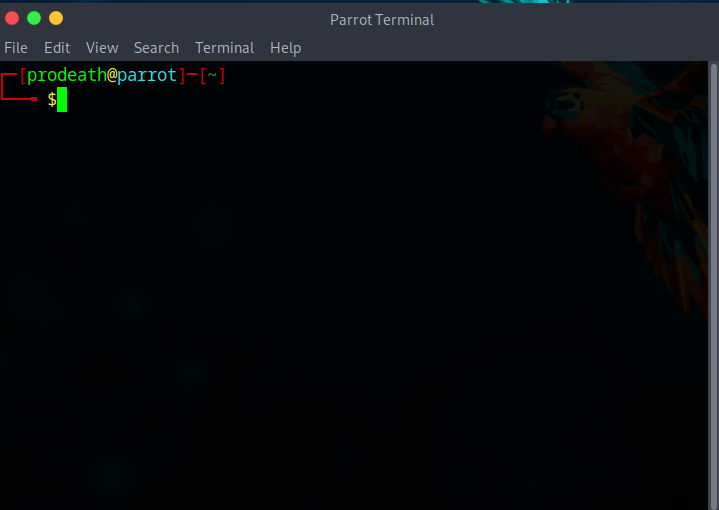 Parrot Terminal
File Edit View Search Terminal Help
┌─[prodeath@parrot]─[~]
└──╼ $